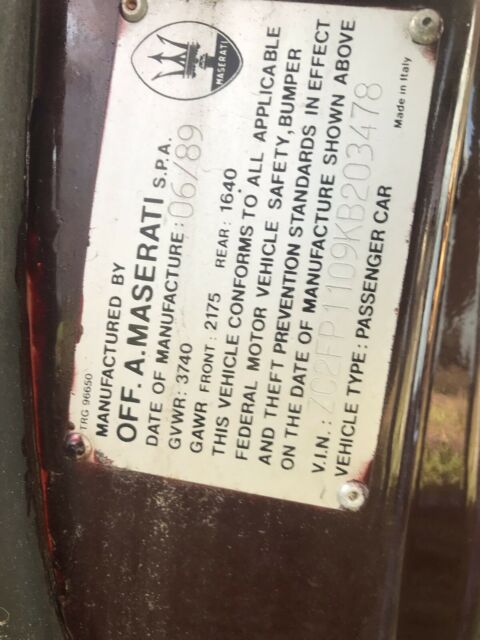 MASERATI
TRG 96650
MANUFACTURED BY
OFF. A. MASERATI S.P.A.
DATE OF MANUFACTURE: 06/89
GVWR: 3740
GAWR FRONT: 2175 REAR: 1640
THIS VEHICLE CONFORMS TO ALL APPLICABLE
FEDERAL MOTOR VEHICLE SAFETY, BUMPER
AND THEFT PREVENTION STANDARDS IN EFFECT
ON THE DATE OF MANUFACTURE SHOWN ABOVE
V.I.N.: ZC2FP1109KB203478
VEHICLE TYPE: PASSENGER CAR
Made in Italy